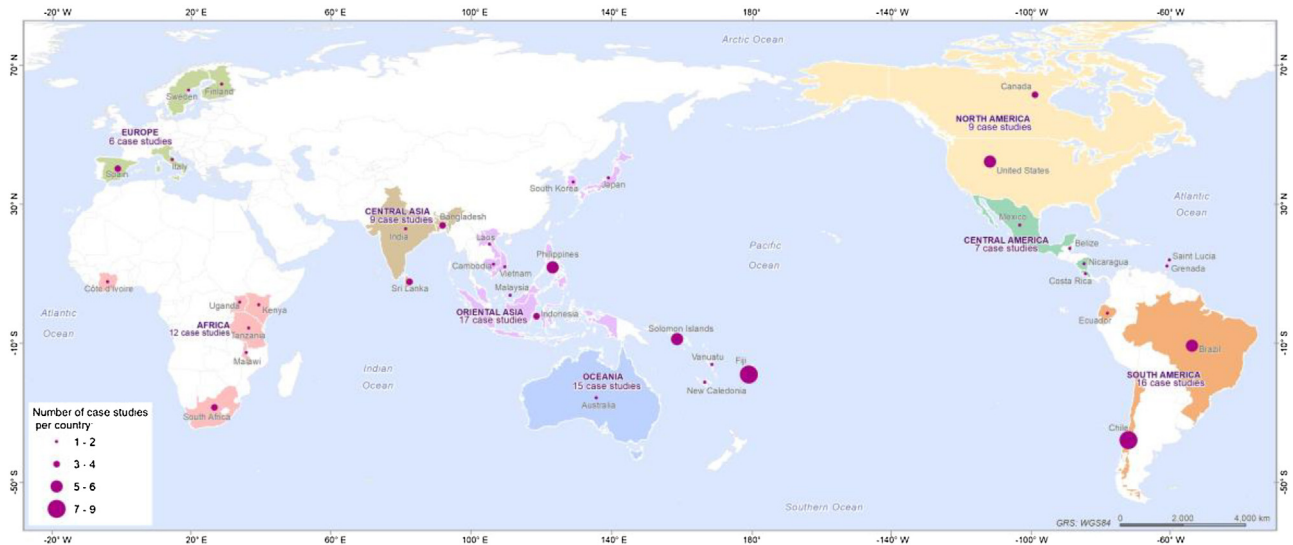 -20° W
20° E
60° E
100° E
140° E
180°
-140° W
-100° W
-60° W
70° N
30° N
-10° S
-50° S
70° N
30° N
-10° S
-50° S
Arctic Ocean
Sweden
Finland
EUROPE
6 case studies
Italy
Spain
Canada
NORTH AMERICA
9 case studies
United States
South Korea
Japan
CENTRAL ASIA
9 case studies
Bangladesh
India
Laos
Philippines
Cambodia
Vietnam
Sri Lanka
Malaysia
ORIENTAL ASIA
17 case studies
Indonesia
Pacific
Ocean
Atlantic
Ocean
Mexico
CENTRAL AMERICA
7 case studies
Belize
Nicaragua
Costa Rica
Saint Lucia
Grenada
Côte d'Ivoire
Uganda
Kenya
AFRICA
12 case studies
Tanzania
Malawi
South Africa
Atlantic
Ocean
Indian
Ocean
Solomon Islands
Vanuatu
Fiji
New Caledonia
OCEANIA
15 case studies
Australia
Ecuador
Brazil
SOUTH AMERICA
16 case studies
Chile
Southern Ocean
Number of case studies
per country
1 - 2
3 - 4
5 - 6
7 - 9
GRS: WGS84
0
2.000
4.000 km
-20° W
20° E
60° E
100° E
140° E
180° W
-140° W
-100° W
-60° W